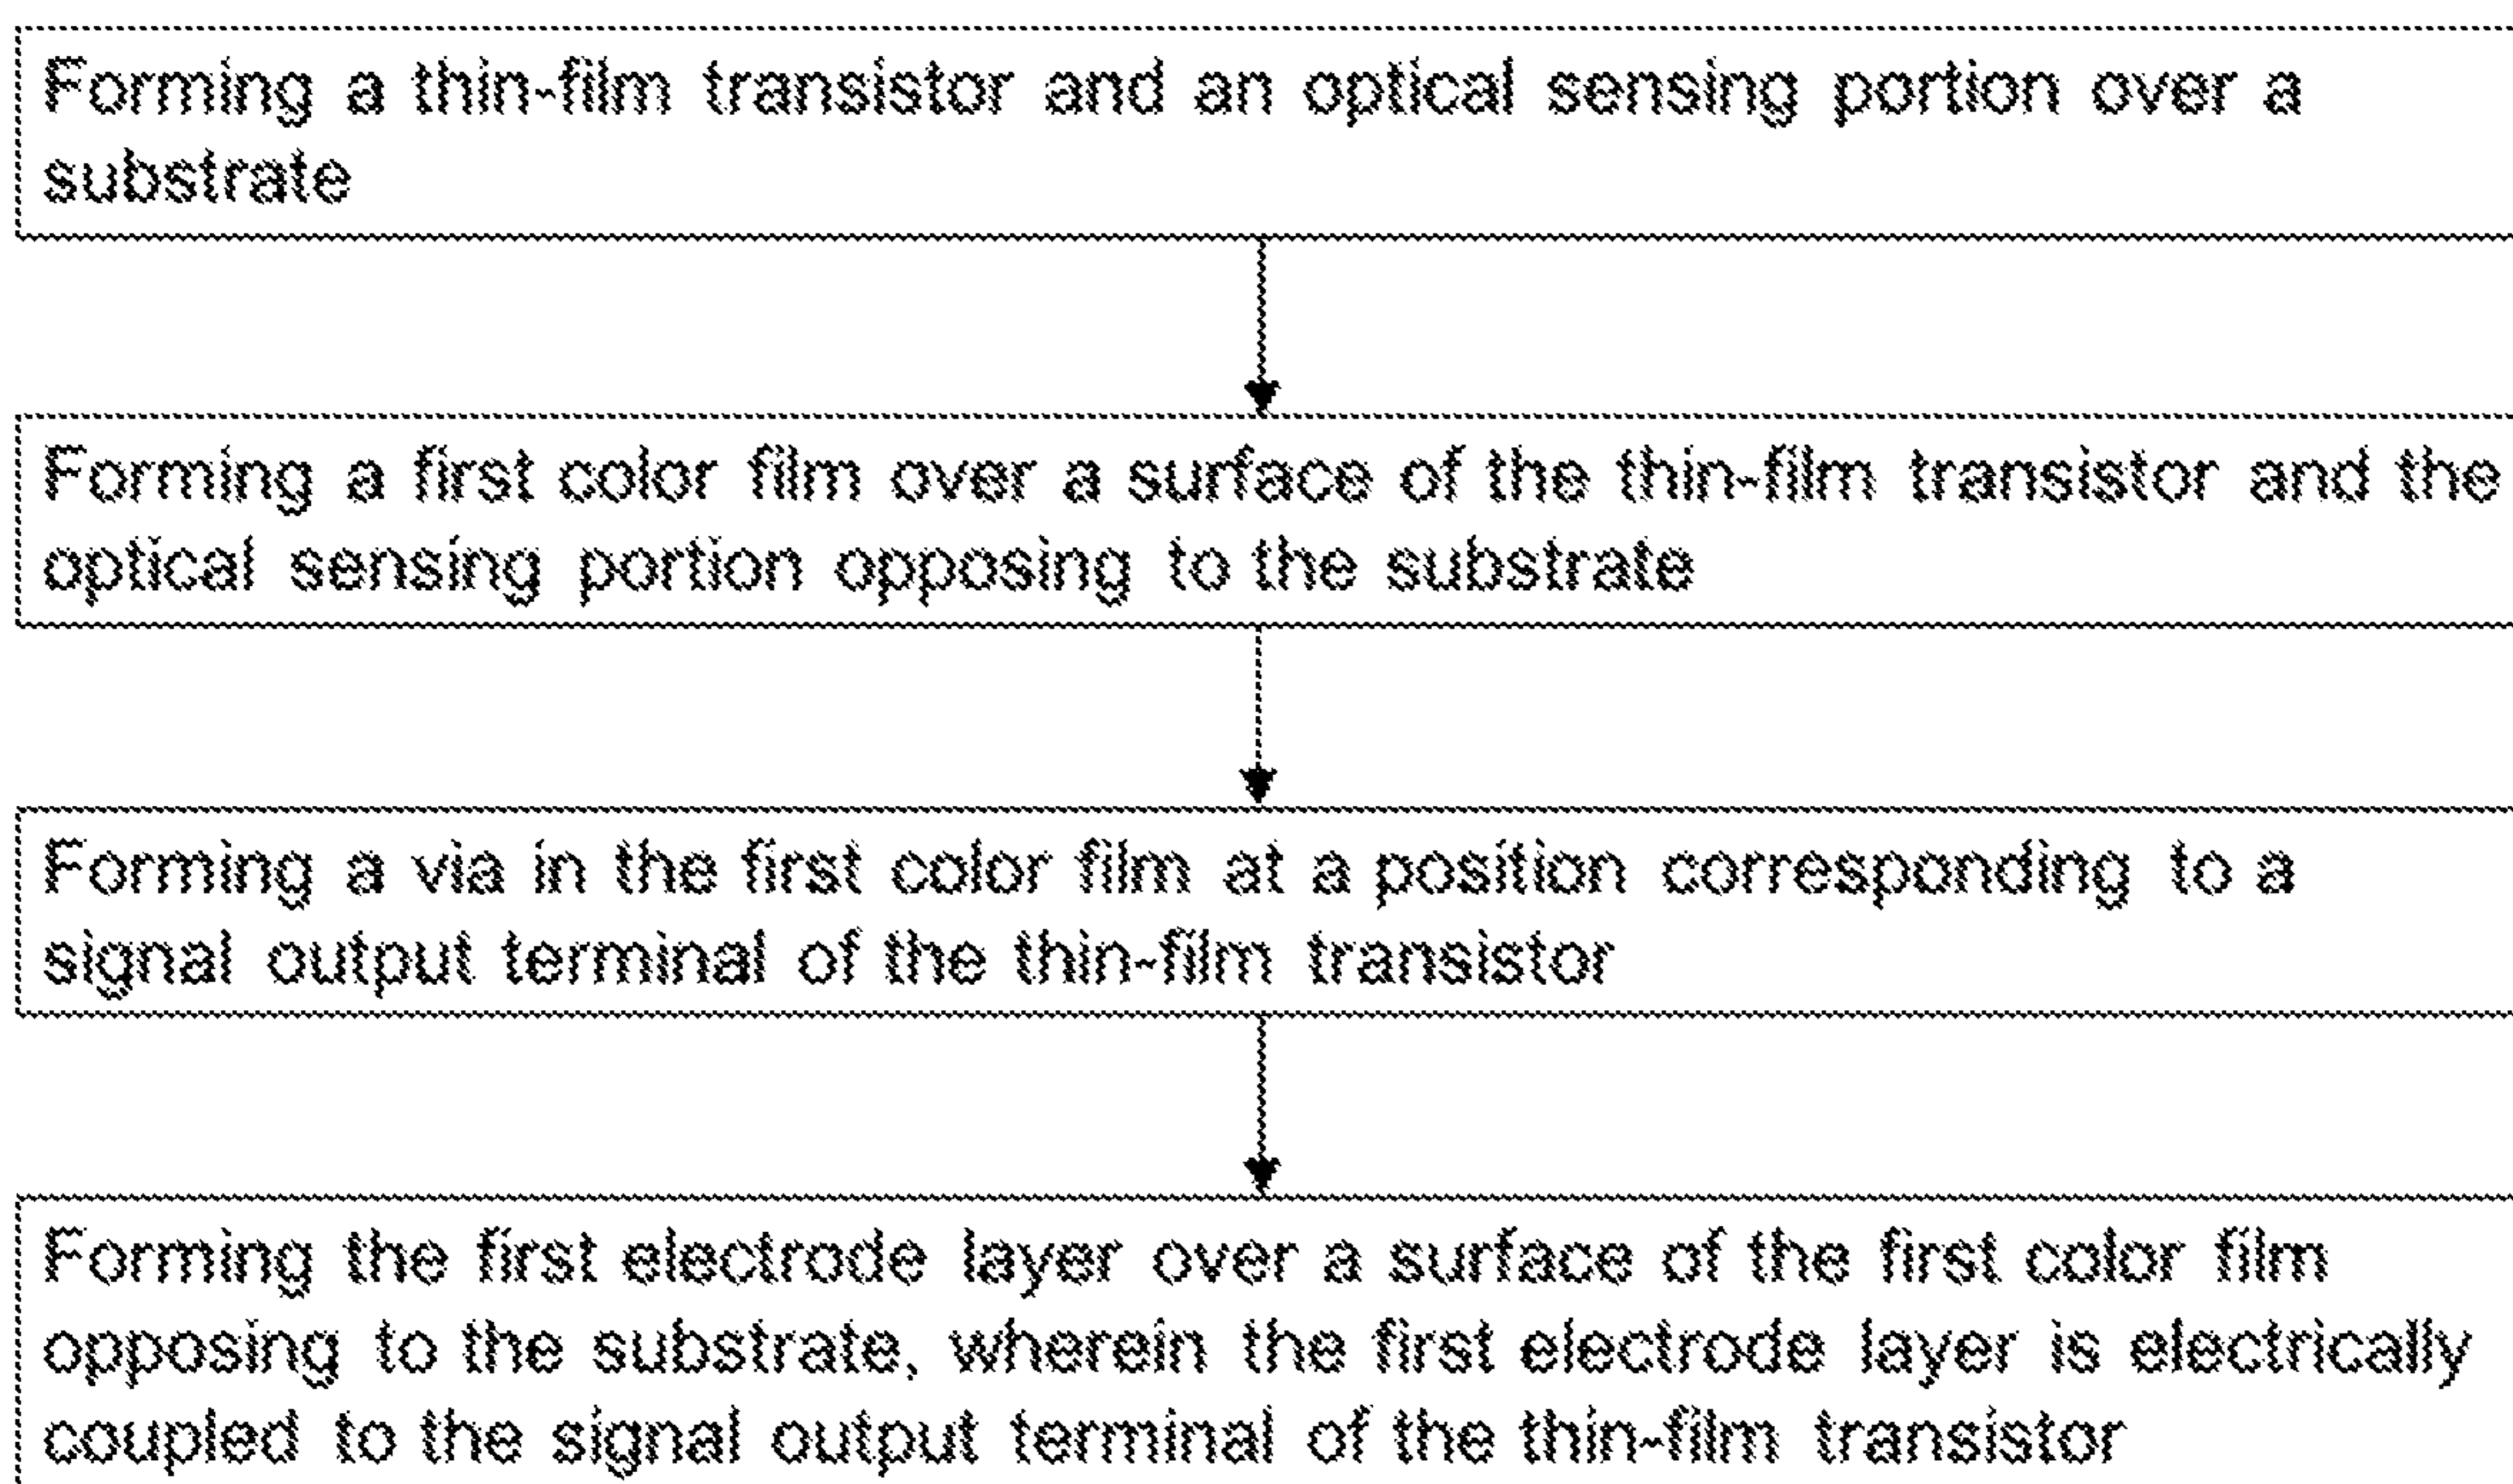 Forming a thin-film transistor and an optical sensing portion over a
substrate
Forming a first color film over a surface of the thin-film transistor and the
optical sensing portion opposing to the substrate
Forming a via in the first color film at a position corresponding to a
signal output terminal of the thin-film transistor
Forming the first electrode layer over a surface of the first color film
opposing to the substrate, wherein the first electrode layer is electrically
coupled to the signal output terminal of the thin-film transistor